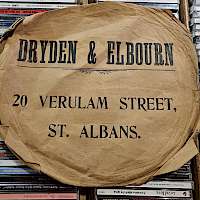 DRYDEN & ELBOURN
20 VERULAM STREET,
ST. ALBANS.